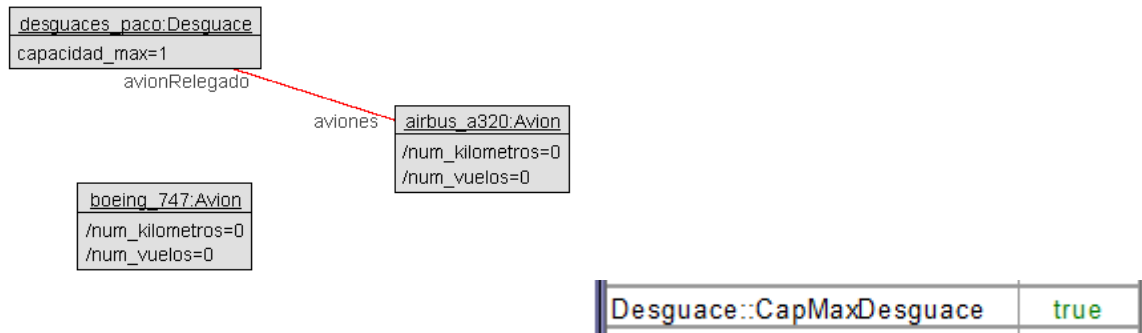 desguaces_paco:Desguace
capacidad_max=1
avionRelegado
aviones
airbus_a320:Avion
/num_kilometros=0
/num_vuelos=0
boeing_747:Avion
/num_kilometros=0
/num_vuelos=0
Desguace::CapMaxDesguace true